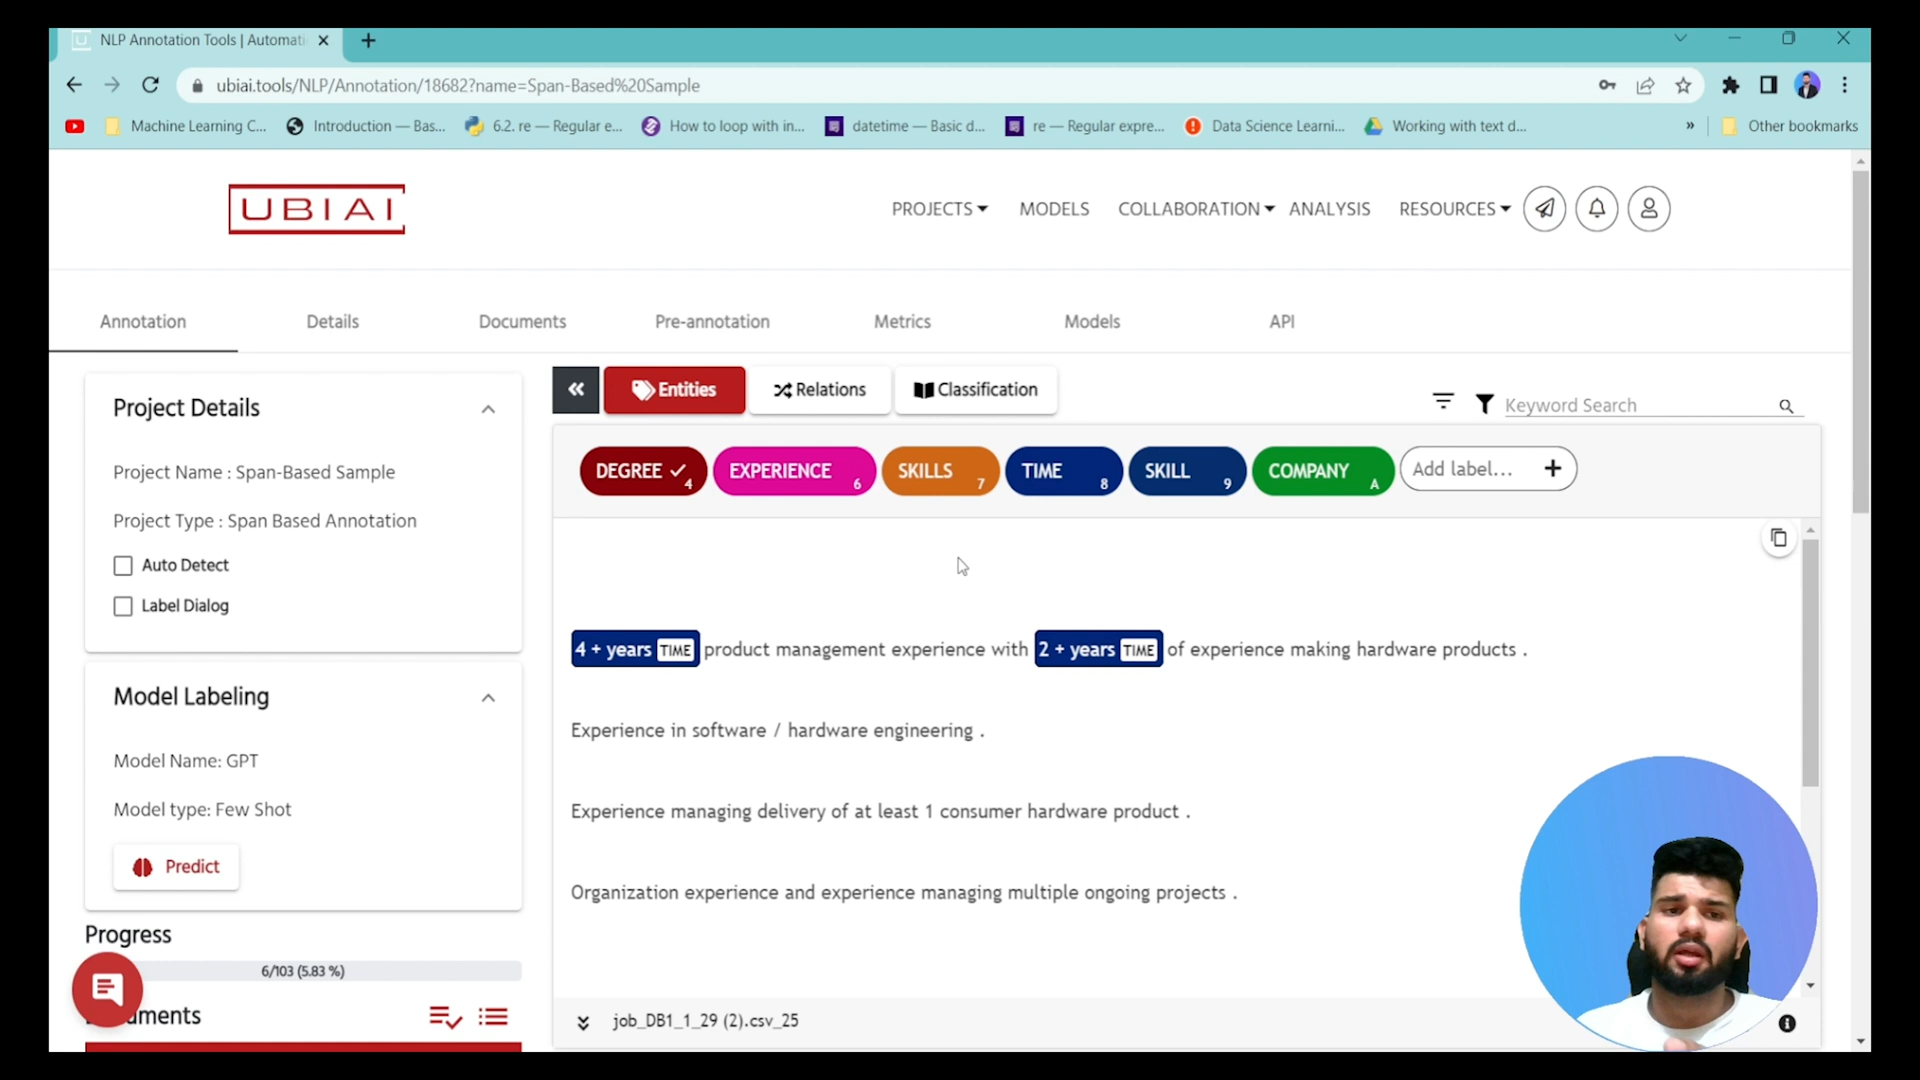 NLP Annotation Tools | Automati
ubiai.tools/NLP/Annotation/18682?name=Span-Based%20Sample
Machine Learning C... Introduction — Bas... 6.2. re — Regular e... How to loop with in... datetime — Basic d... re — Regular expre... Data Science Learni... Working with text d... » Other bookmarks
UBIAI
PROJECTS MODELS COLLABORATION ANALYSIS RESOURCES
Annotation Details Documents Pre-annotation Metrics Models API
Project Details
Project Name : Span-Based Sample
Project Type : Span Based Annotation
Auto Detect
Label Dialog
Model Labeling
Model Name: GPT
Model type: Few Shot
Predict
Progress
6/103 (5.83 %)
uments
Entities Relations Classification
Keyword Search
DEGREE 4 EXPERIENCE 6 SKILLS 7 TIME 8 SKILL 9 COMPANY A Add label... +
4 + years TIME product management experience with 2 + years TIME of experience making hardware products .
Experience in software / hardware engineering .
Experience managing delivery of at least 1 consumer hardware product .
Organization experience and experience managing multiple ongoing projects .
job_DB1_1_29 (2).csv_25